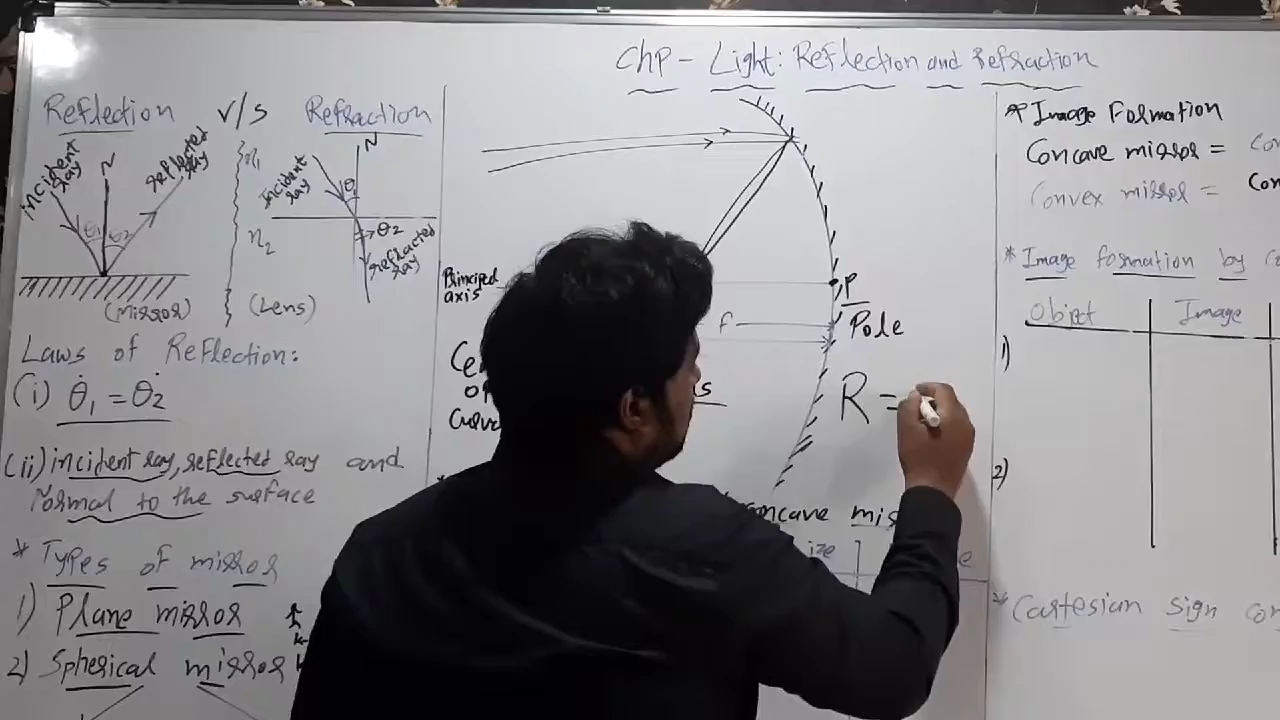 Chp - Light: Reflection and refraction
Reflection v/s Refraction
incident ray
N
reflected ray
θ1 θ2
(Mirror)
n1
n2
Incident ray
N
θ
θ2
refracted ray
(Lens)
Laws of Reflection:
(i) θ1 = θ2
(ii) incident ray, reflected ray and
Normal to the surface
* Types of mirror
1) Plane mirror
2) Spherical mirror
Principal
axis
f
P
Pole
R =
concave
* Image Formation
Concave mirror =
Convex mirror =
* Image formation by
Object Image
1)
2)
* Cartesian sign